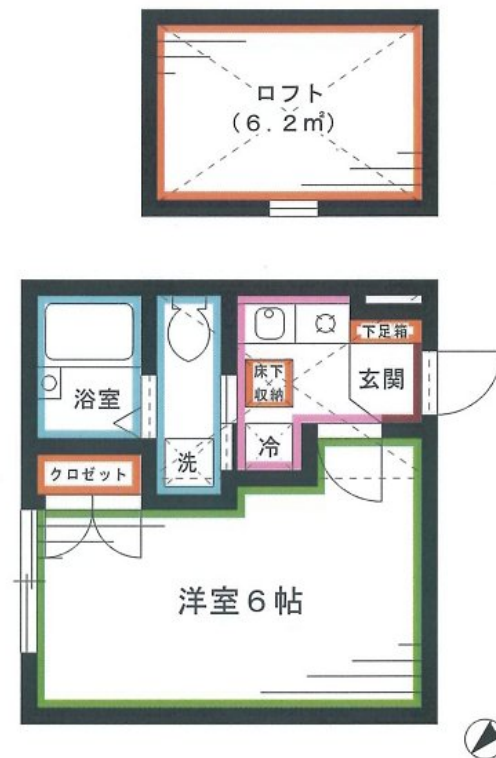 ロフト
(6.2㎡)
下足箱
浴室
床下
収納
玄関
冷
洗
クロゼット
洋室6帖